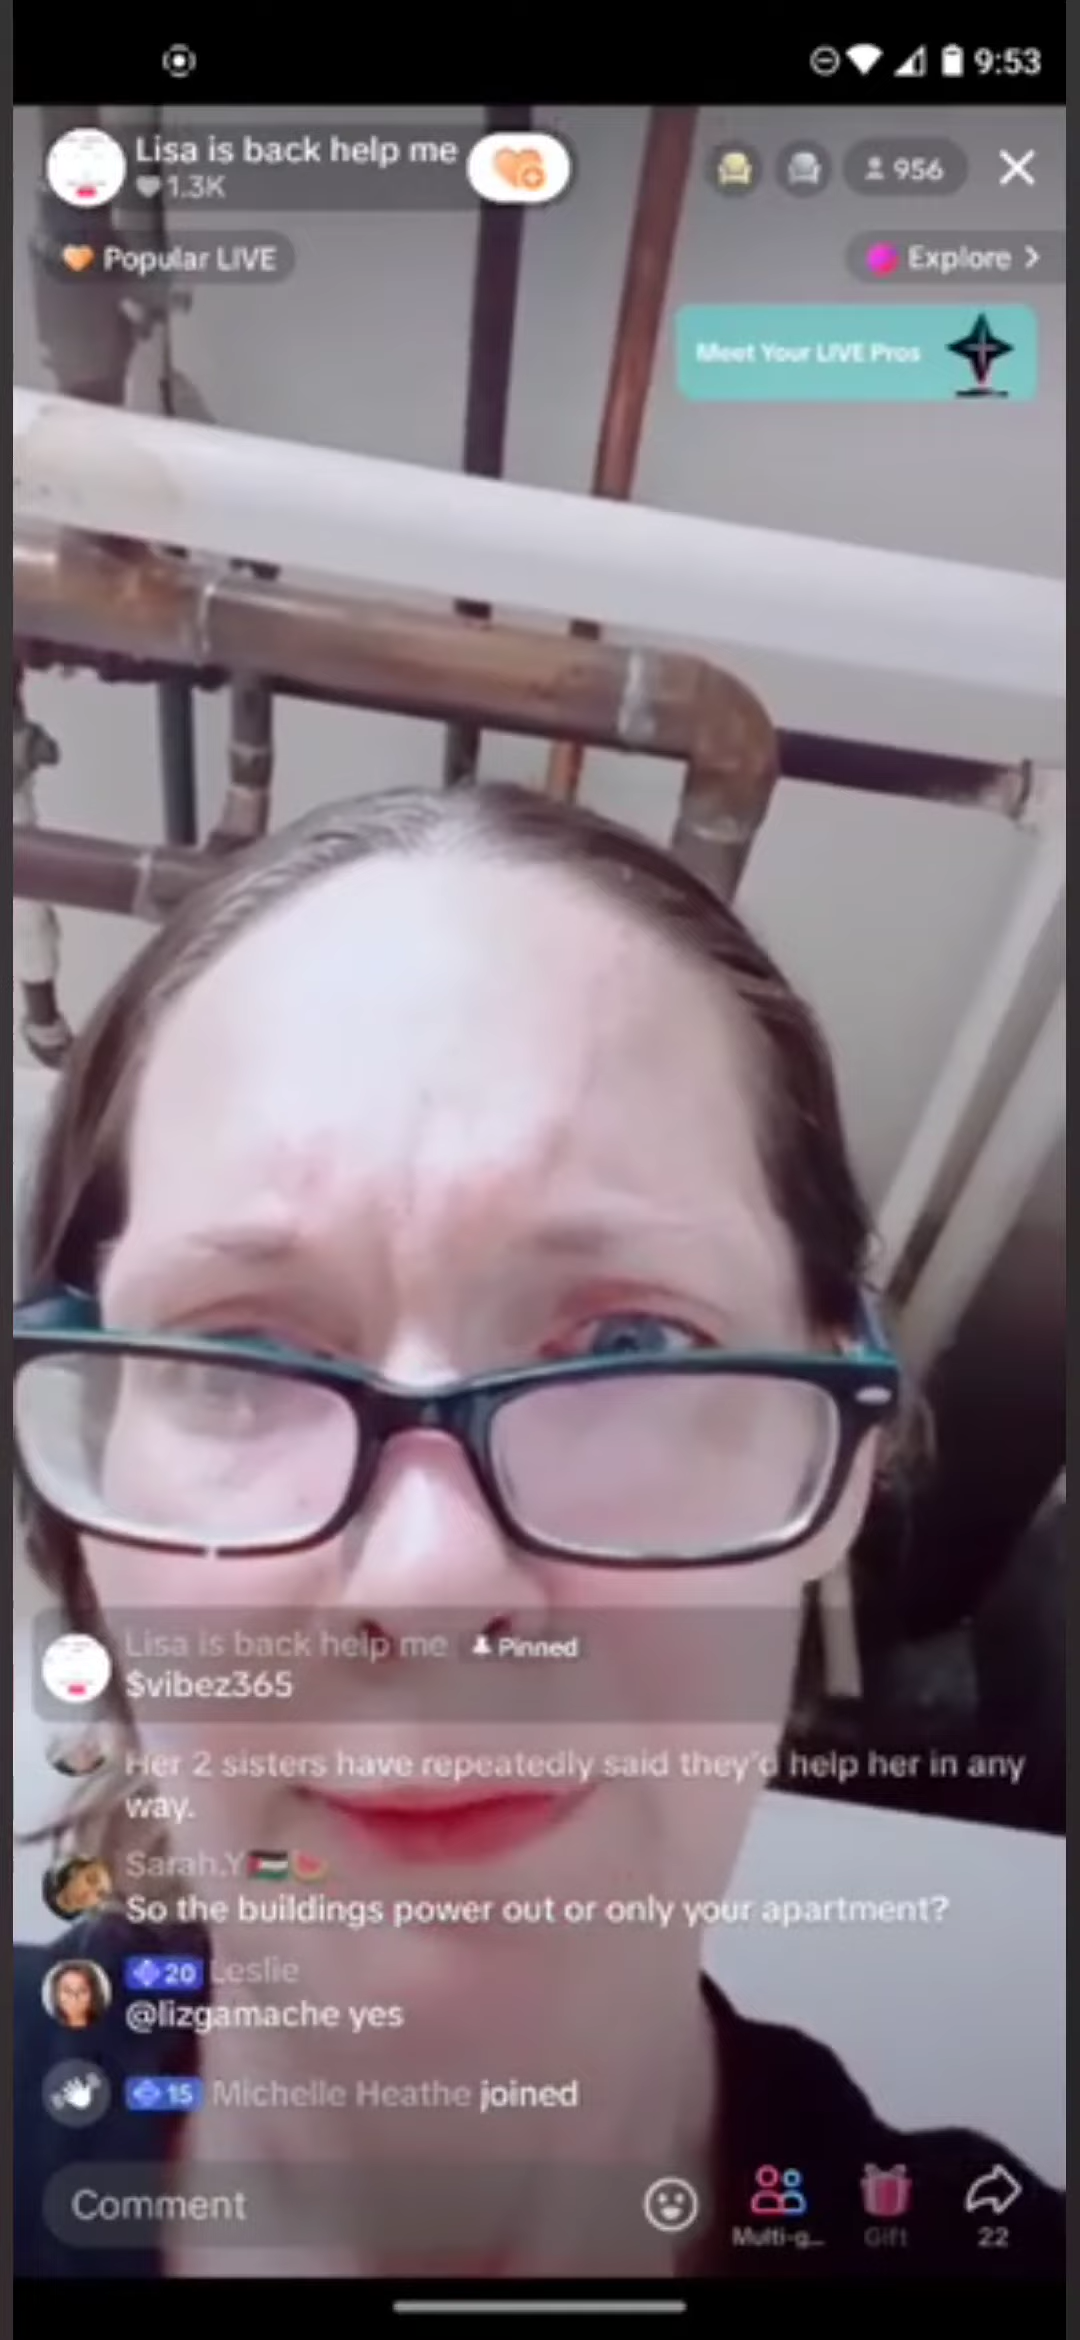 9:53
Lisa is back help me
1.3K
956
Popular LIVE
Explore >
Meet Your LIVE Pros
Lisa is back help me Pinned
$vibez365
Her 2 sisters have repeatedly said they'd help her in any
way.
Sarah.Y
So the buildings power out or only your apartment?
20 Leslie
@lizgamache yes
15 Michelle Heathe joined
Comment
Multi-g...
Gift
22